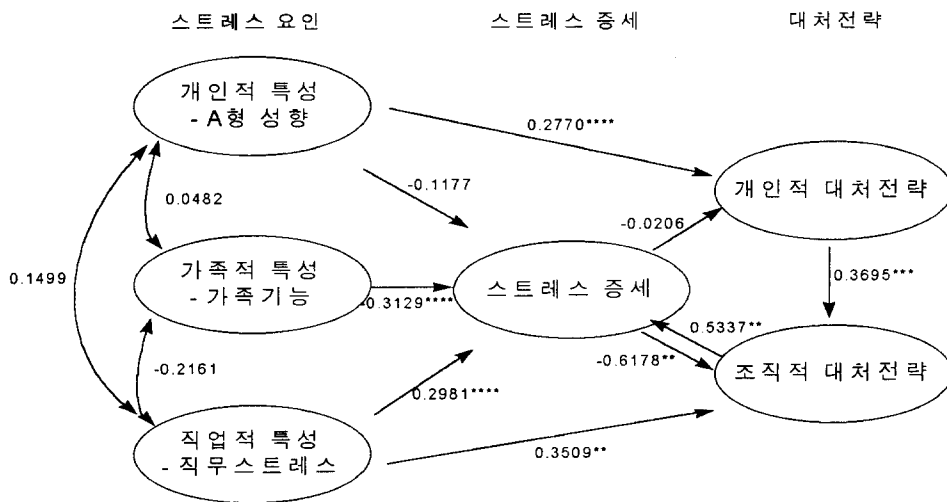 스트레스 요인 스트레스 증세 대처전략
개인적 특성
- A형 성향
0.2770****
-0.1177
0.0482
개인적 대처전략
-0.0206
0.1499
가족적 특성
- 가족기능
-0.3129****
스트레스 증세
0.3695***
0.5337**
-0.6178**
조직적 대처전략
-0.2161
0.2981****
직업적 특성
- 직무스트레스
0.3509**